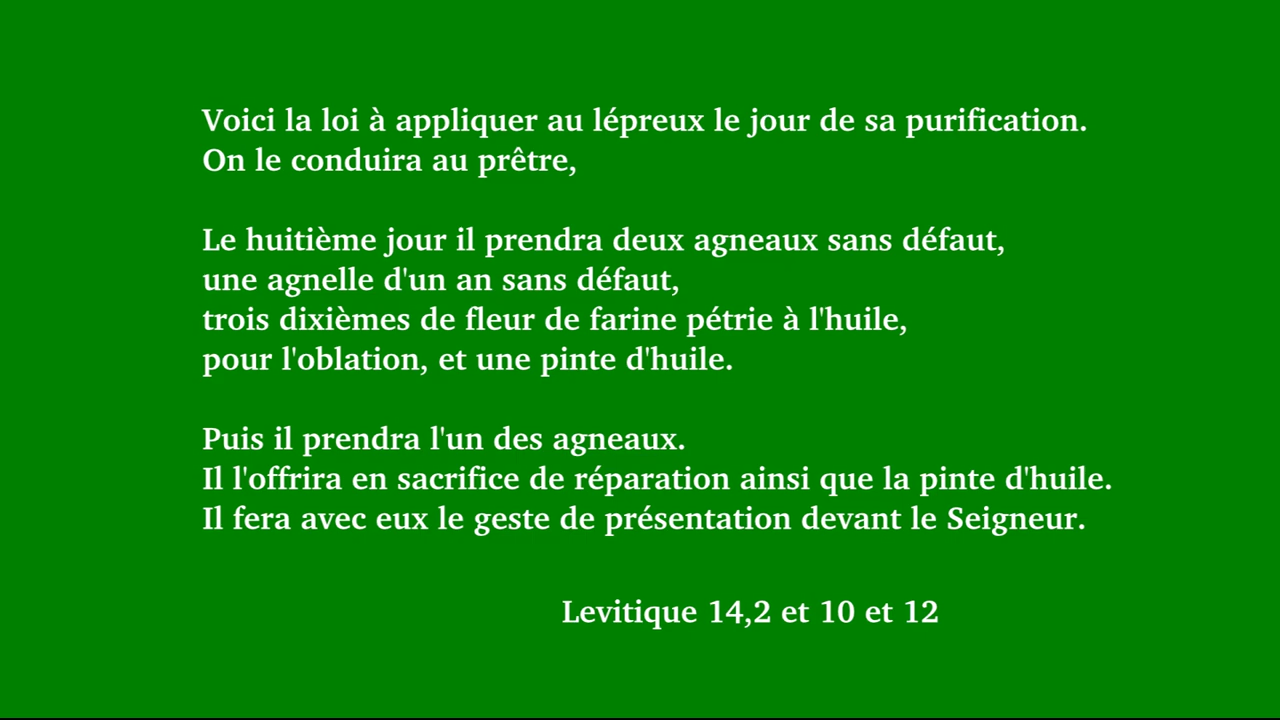 Voici la loi à appliquer au lépreux le jour de sa purification.
On le conduira au prêtre,
Le huitième jour il prendra deux agneaux sans défaut,
une agnelle d'un an sans défaut,
trois dixièmes de fleur de farine pétrie à l'huile,
pour l'oblation, et une pinte d'huile.
Puis il prendra l'un des agneaux.
Il l'offrira en sacrifice de réparation ainsi que la pinte d'huile.
Il fera avec eux le geste de présentation devant le Seigneur.
Levitique 14,2 et 10 et 12